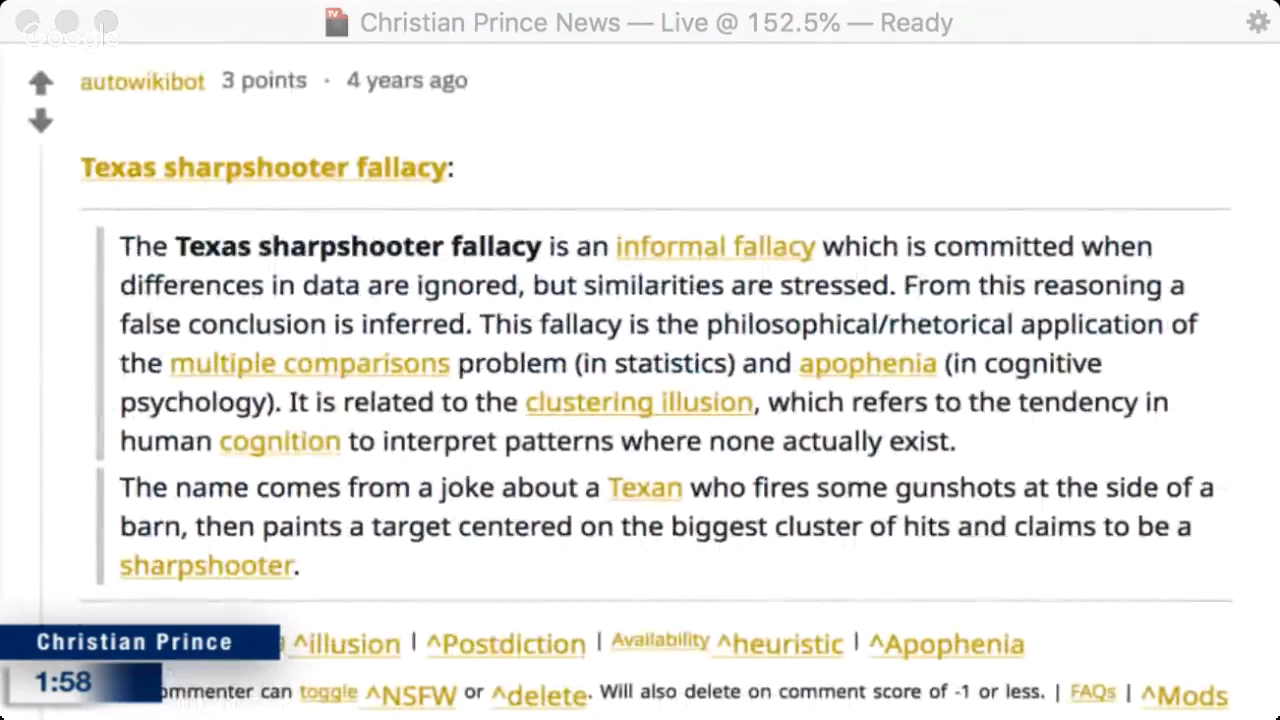 Christian Prince News — Live @ 152.5% — Ready
Google
autowikibot 3 points · 4 years ago
Texas sharpshooter fallacy:
The Texas sharpshooter fallacy is an informal fallacy which is committed when
differences in data are ignored, but similarities are stressed. From this reasoning a
false conclusion is inferred. This fallacy is the philosophical/rhetorical application of
the multiple comparisons problem (in statistics) and apophenia (in cognitive
psychology). It is related to the clustering illusion, which refers to the tendency in
human cognition to interpret patterns where none actually exist.
The name comes from a joke about a Texan who fires some gunshots at the side of a
barn, then paints a target centered on the biggest cluster of hits and claims to be a
sharpshooter.
Christian Prince
^illusion | ^Postdiction | Availability ^heuristic | ^Apophenia
1:58
can toggle ^NSFW or ^delete. Will also delete on comment score of -1 or less. | FAQs | ^Mods